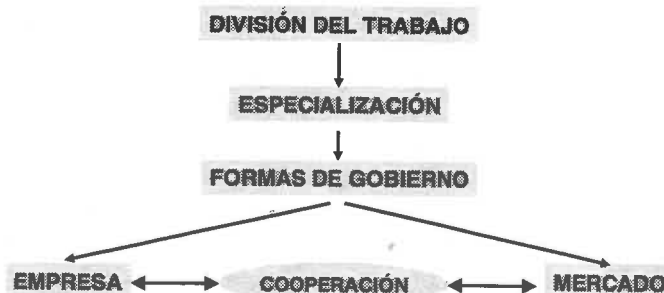 DIVISIÓN DEL TRABAJO
ESPECIALIZACIÓN
FORMAS DE GOBIERNO
EMPRESA COOPERACIÓN MERCADO